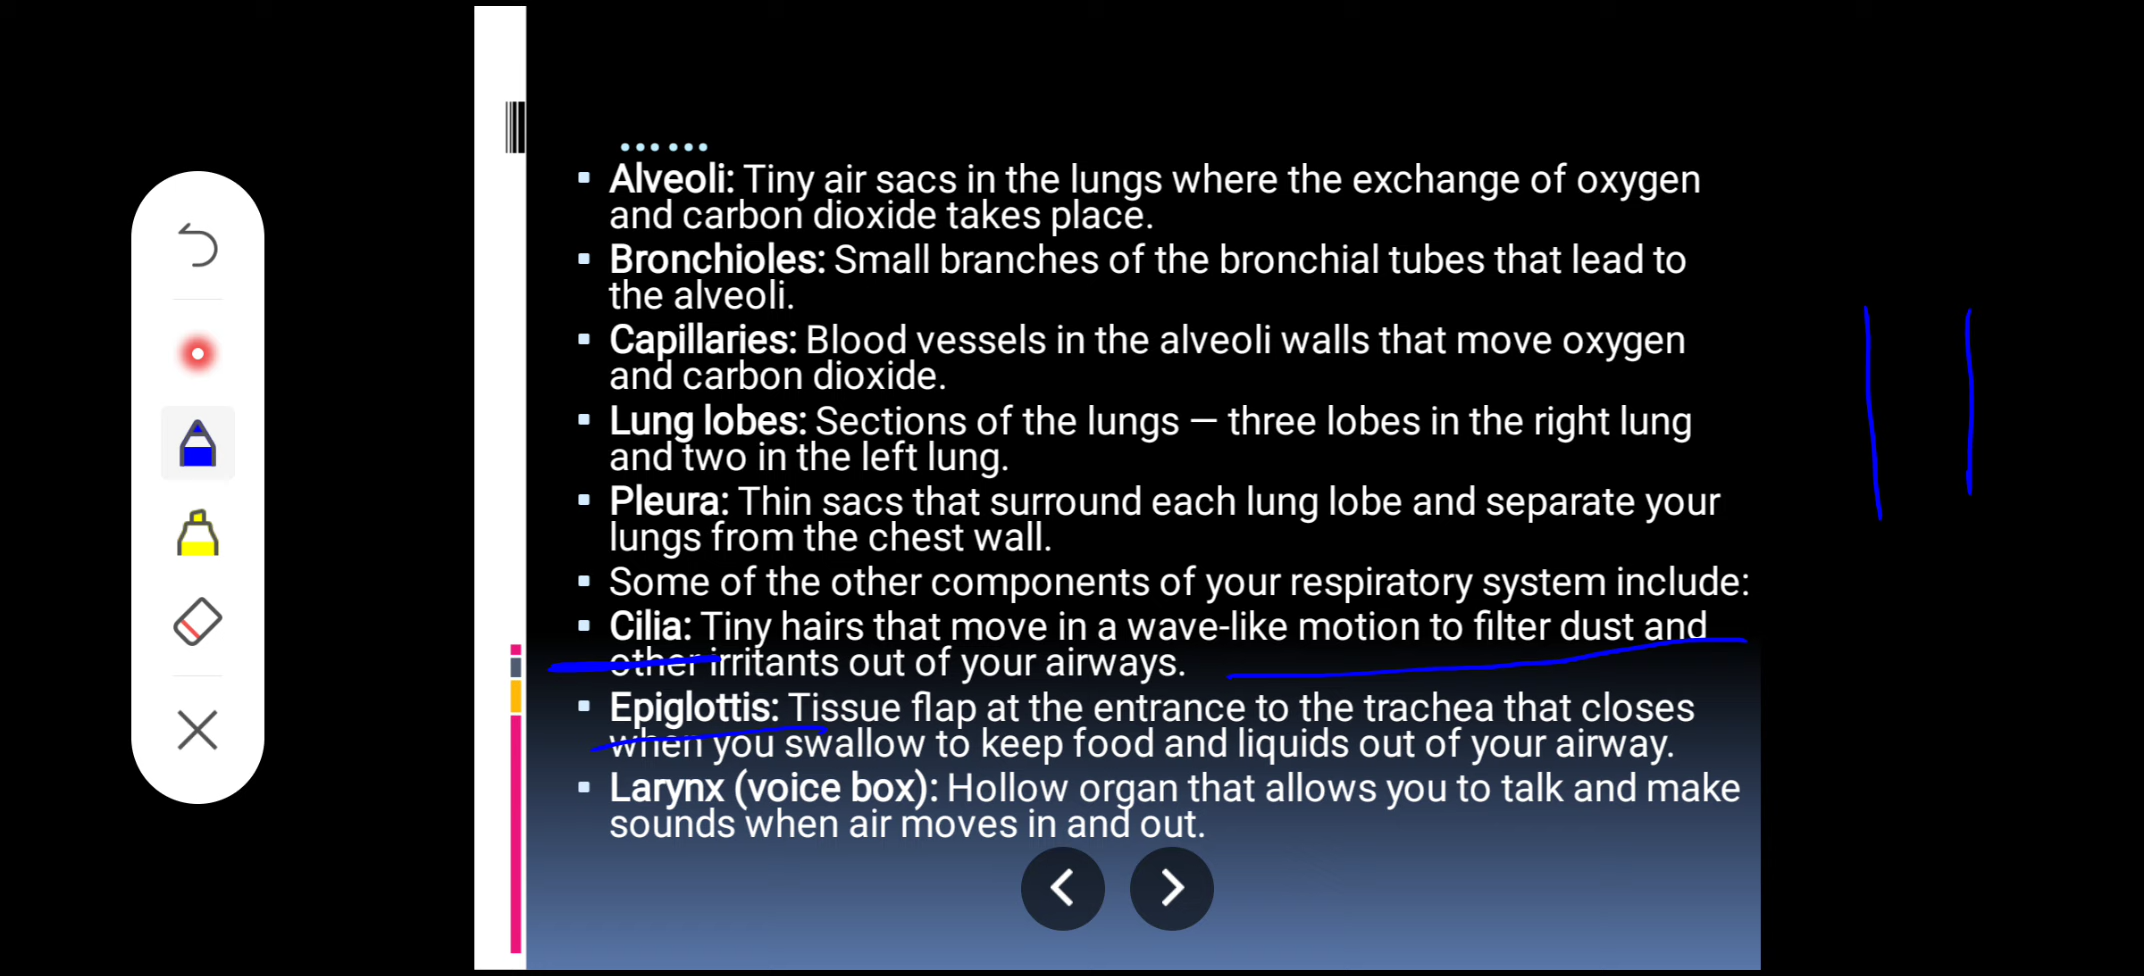 ......
Alveoli: Tiny air sacs in the lungs where the exchange of oxygen
and carbon dioxide takes place.
Bronchioles: Small branches of the bronchial tubes that lead to
the alveoli.
Capillaries: Blood vessels in the alveoli walls that move oxygen
and carbon dioxide.
Lung lobes: Sections of the lungs — three lobes in the right lung
and two in the left lung.
Pleura: Thin sacs that surround each lung lobe and separate your
lungs from the chest wall.
Some of the other components of your respiratory system include:
Cilia: Tiny hairs that move in a wave-like motion to filter dust and
other irritants out of your airways.
Epiglottis: Tissue flap at the entrance to the trachea that closes
when you swallow to keep food and liquids out of your airway.
Larynx (voice box): Hollow organ that allows you to talk and make
sounds when air moves in and out.